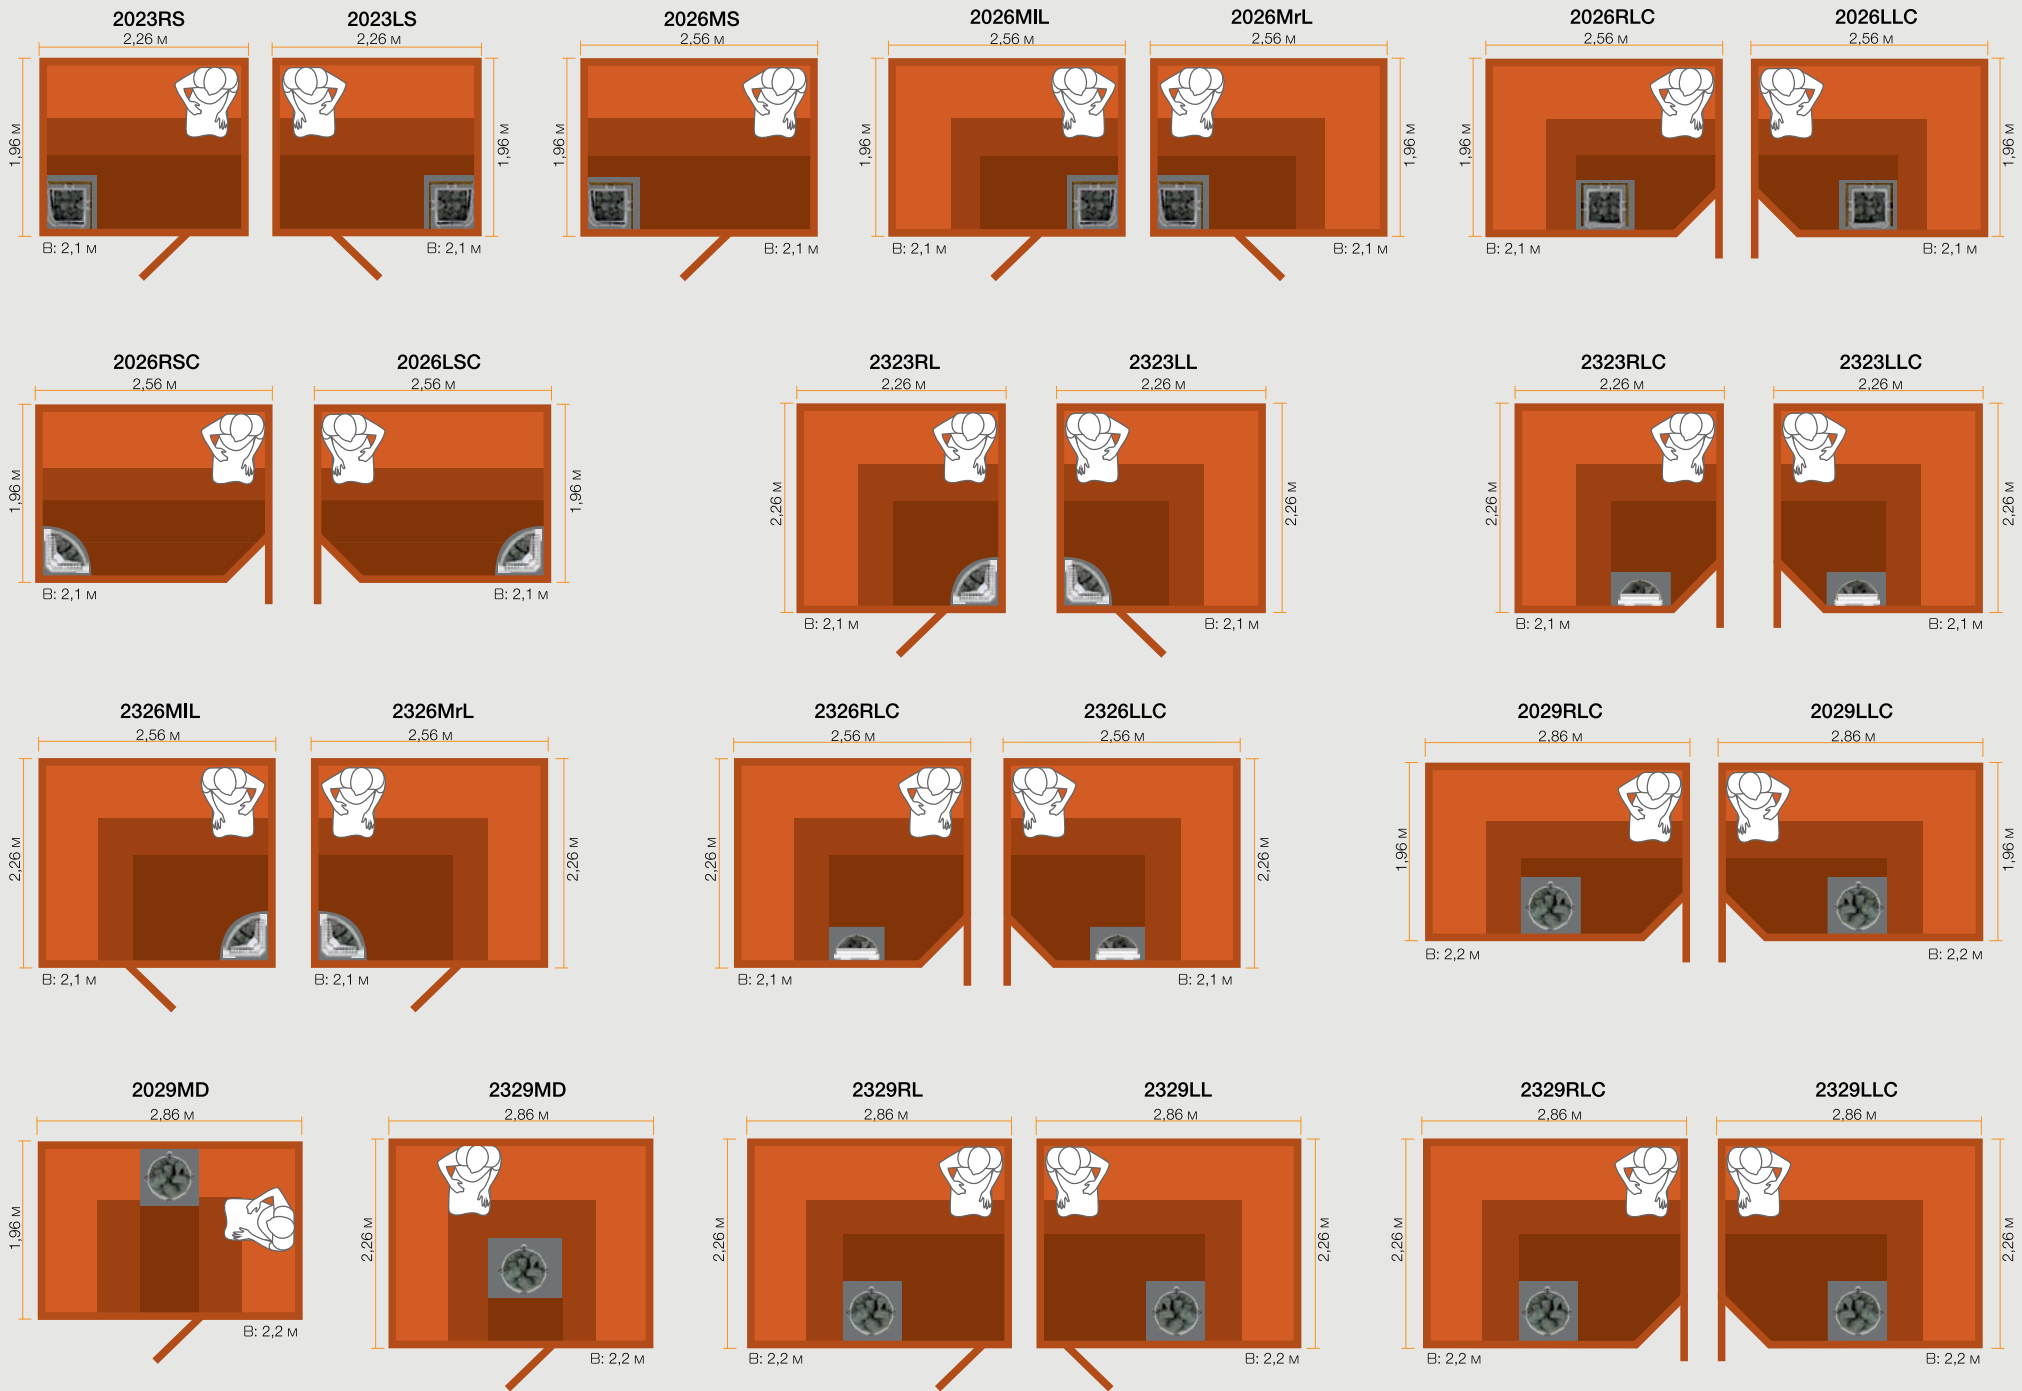 2023RS 2023LS 2026MS 2026MlL 2026MrL 2026RLC 2026LLC
2,26 м 2,26 м 2,56 м 2,56 м 2,56 м 2,56 м 2,56 м
1,96 м 1,96 м 1,96 м 1,96 м 1,96 м 1,96 м 1,96 м
В: 2,1 м В: 2,1 м В: 2,1 м В: 2,1 м В: 2,1 м В: 2,1 м В: 2,1 м
2026RSC 2026LSC 2323RL 2323LL 2323RLC 2323LLC
2,56 м 2,56 м 2,26 м 2,26 м 2,26 м 2,26 м
1,96 м 1,96 м 2,26 м 2,26 м 2,26 м 2,26 м
В: 2,1 м В: 2,1 м В: 2,1 м В: 2,1 м В: 2,1 м В: 2,1 м
2326MlL 2326MrL 2326RLC 2326LLC 2029RLC 2029LLC
2,56 м 2,56 м 2,56 м 2,56 м 2,86 м 2,86 м
2,26 м 2,26 м 2,26 м 2,26 м 1,96 м 1,96 м
В: 2,1 м В: 2,1 м В: 2,1 м В: 2,1 м В: 2,2 м В: 2,2 м
2029MD 2329MD 2329RL 2329LL 2329RLC 2329LLC
2,86 м 2,86 м 2,86 м 2,86 м 2,86 м 2,86 м
1,96 м 2,26 м 2,26 м 2,26 м 2,26 м 2,26 м
В: 2,2 м В: 2,2 м В: 2,2 м В: 2,2 м В: 2,2 м В: 2,2 м